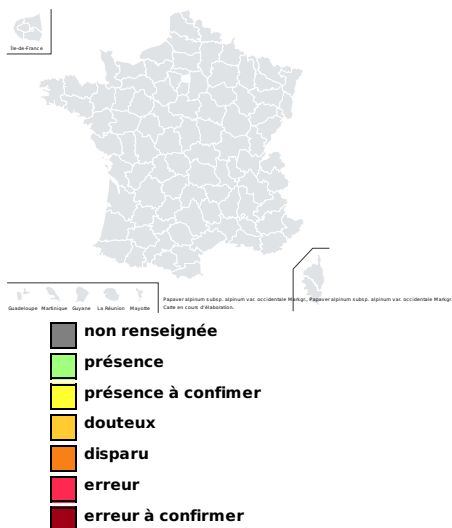 Île-de-France
Guadeloupe Martinique Guyane La Réunion Mayotte
Papaver alpinum subsp. alpinum var. occidentale Markgr., Papaver alpinum subsp. alpinum var. occidentale Markgr.
Carte en cours d'élaboration.
non renseignée
présence
présence à confimer
douteux
disparu
erreur
erreur à confirmer